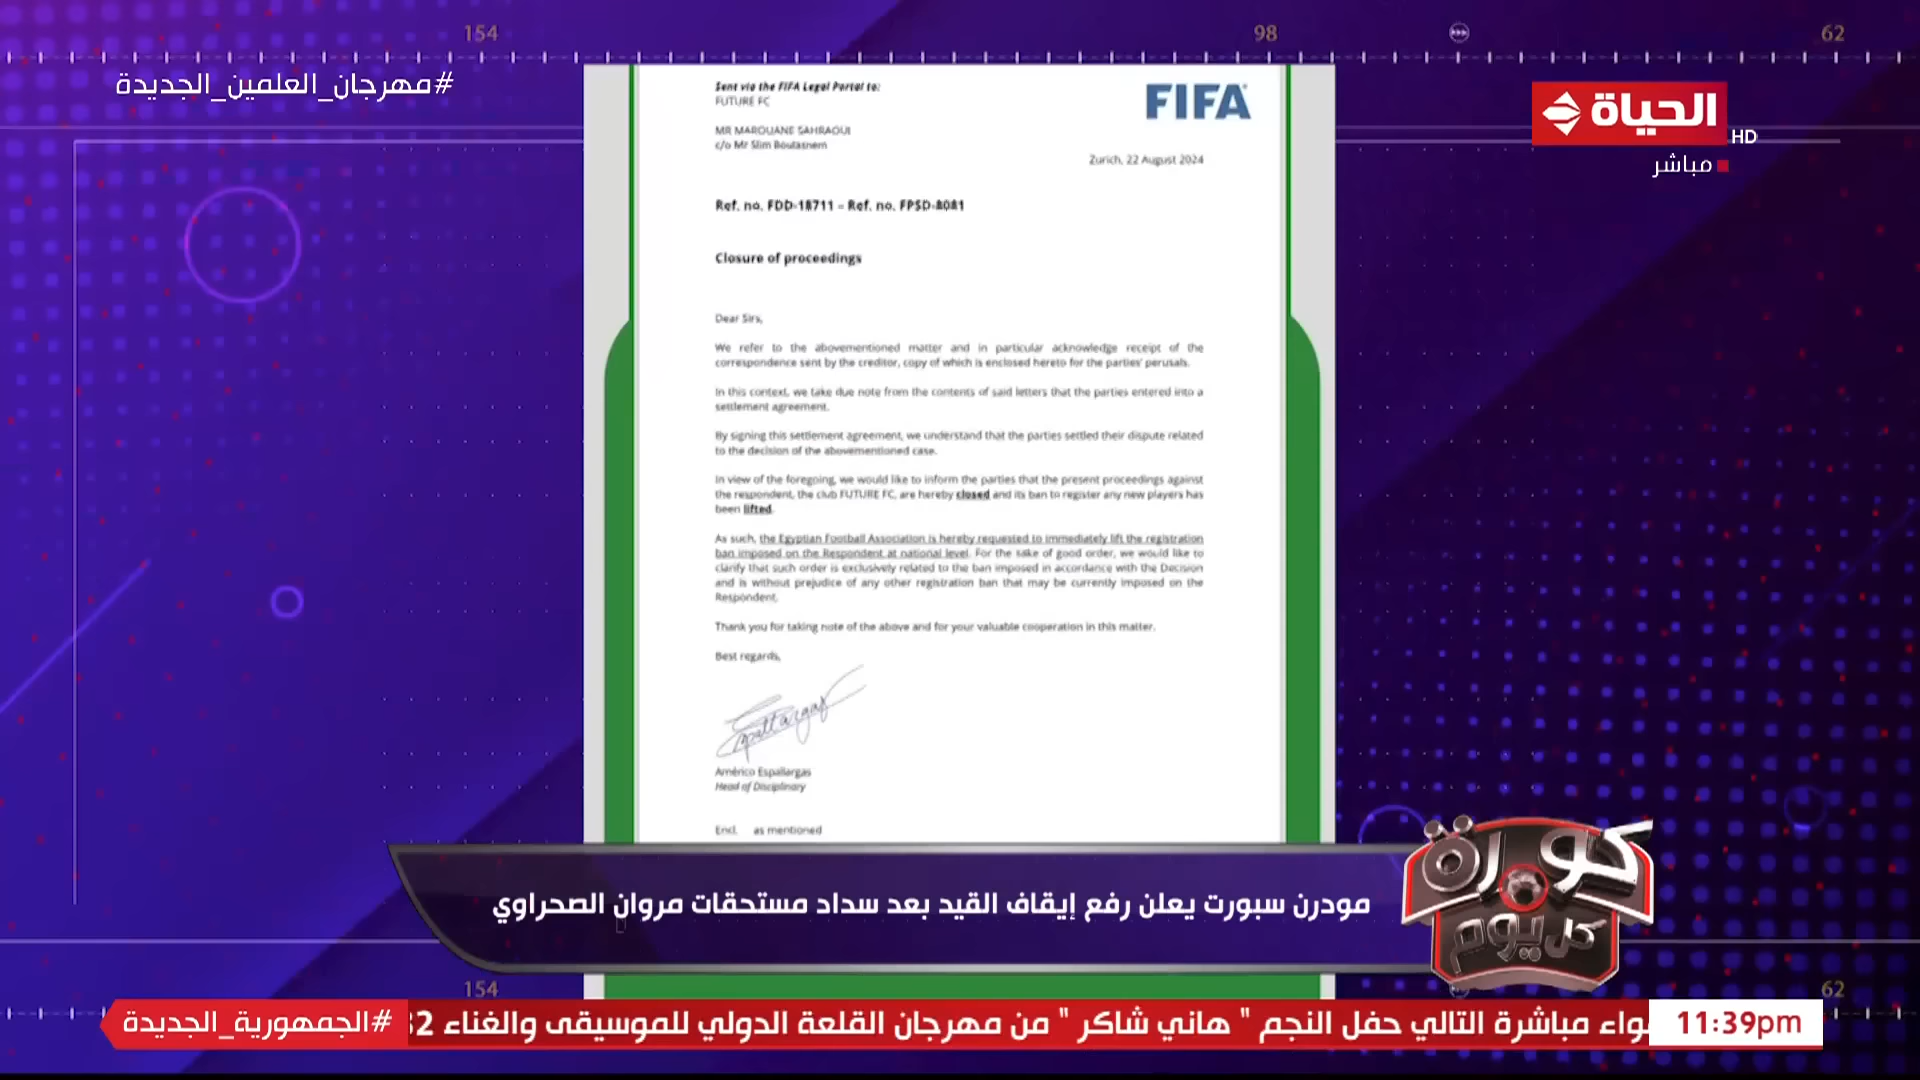 154
98
62
#مهرجان_العلمين_الجديدة
الحياة
HD
مباشر
Sent via the FIFA Legal Portal to:
FUTURE FC
FIFA
MR MAROUANE SAHRAOUI
c/o Mr Slim Boulasnem
Zurich, 22 August 2024
Ref. no. FDD-18711 – Ref. no. FPSD-8081
Closure of proceedings
Dear Sirs,
We refer to the abovementioned matter and in particular acknowledge receipt of the
correspondence sent by the creditor, copy of which is enclosed hereto for the parties' perusals.
In this context, we take due note from the contents of said letters that the parties entered into a
settlement agreement.
By signing this settlement agreement, we understand that the parties settled their dispute related
to the decision of the abovementioned case.
In view of the foregoing, we would like to inform the parties that the present proceedings against
the respondent, the club FUTURE FC, are hereby closed and its ban to register any new players has
been lifted.
As such, the Egyptian Football Association is hereby requested to immediately lift the registration
ban imposed on the Respondent at national level. For the sake of good order, we would like to
clarify that such order is exclusively related to the ban imposed in accordance with the Decision
and is without prejudice of any other registration ban that may be currently imposed on the
Respondent.
Thank you for taking note of the above and for your valuable cooperation in this matter.
Best regards,
Américo Espallargas
Head of Disciplinary
Encl. as mentioned
كورة
كل يوم
مودرن سبورت يعلن رفع إيقاف القيد بعد سداد مستحقات مروان الصحراوي
154
62
#الجمهورية_الجديدة
مباشرة التالي حفل النجم " هاني شاكر " من مهرجان القلعة الدولي للموسيقى والغناء
11:39pm